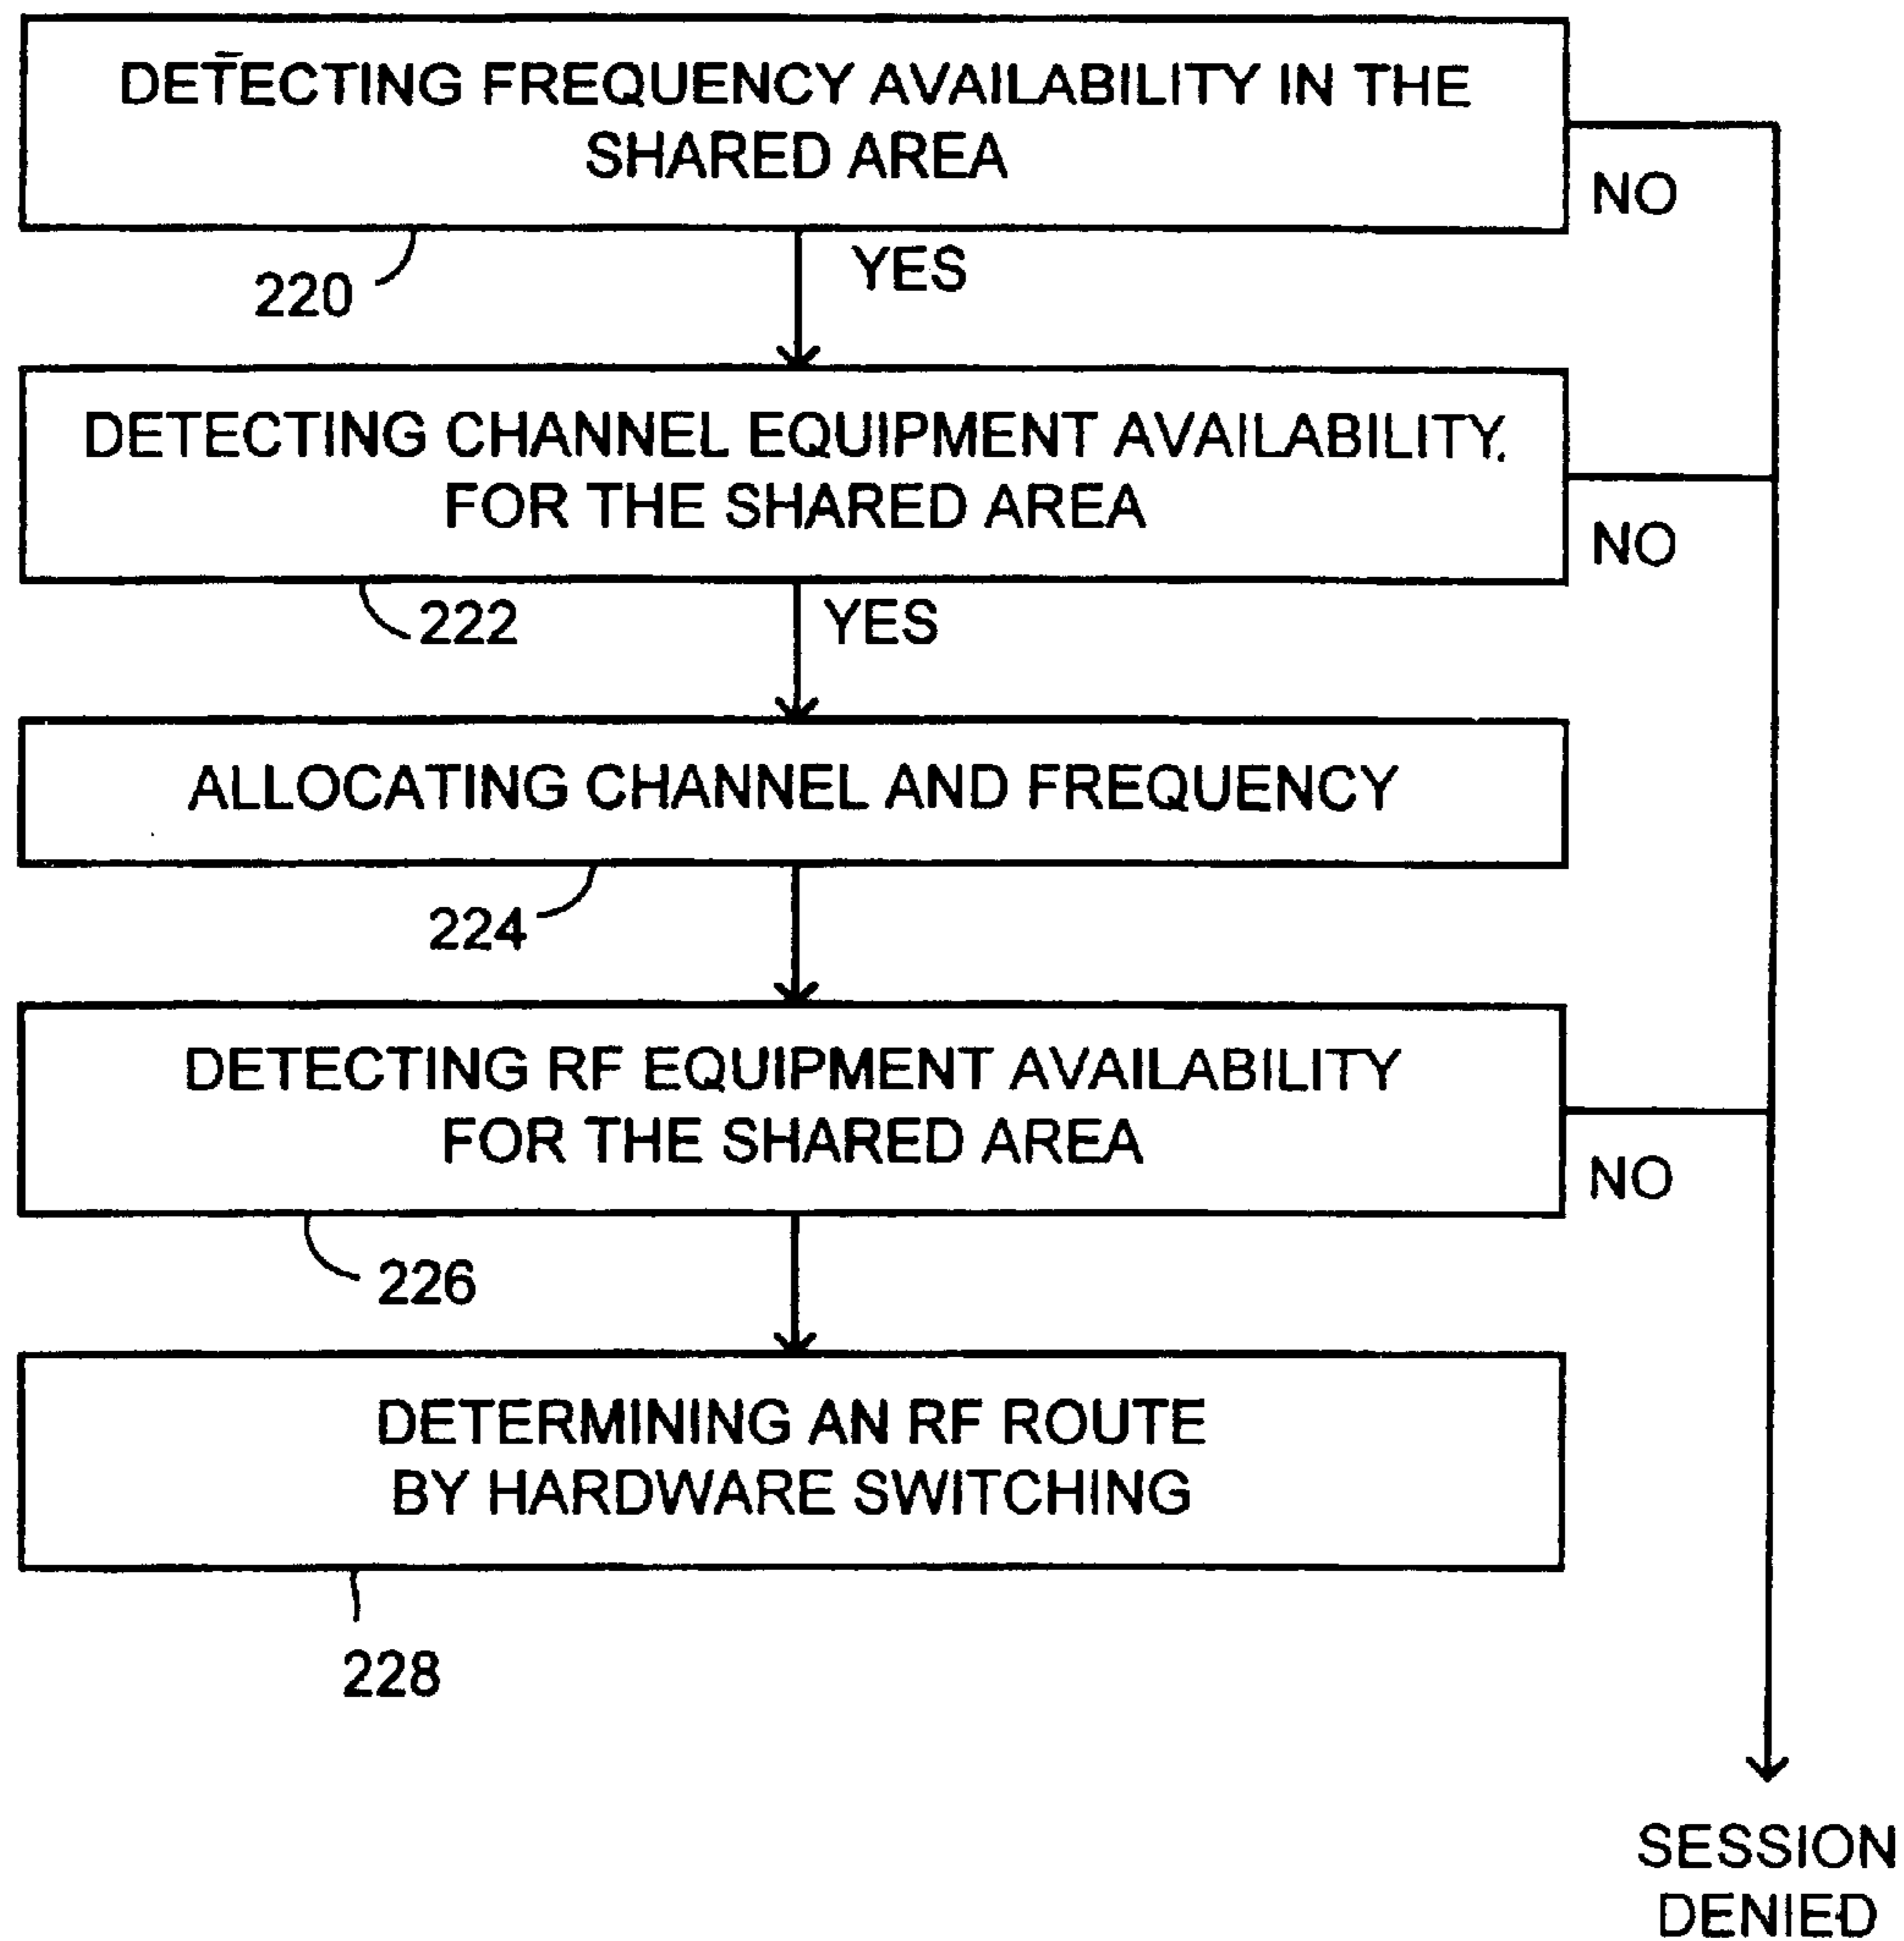 DETECTING FREQUENCY AVAILABILITY IN THE
SHARED AREA
NO
220
YES
DETECTING CHANNEL EQUIPMENT AVAILABILITY.
FOR THE SHARED AREA
NO
222
YES
ALLOCATING CHANNEL AND FREQUENCY
224
DETECTING RF EQUIPMENT AVAILABILITY
FOR THE SHARED AREA
NO
226
DETERMINING AN RF ROUTE
BY HARDWARE SWITCHING
228
SESSION
DENIED